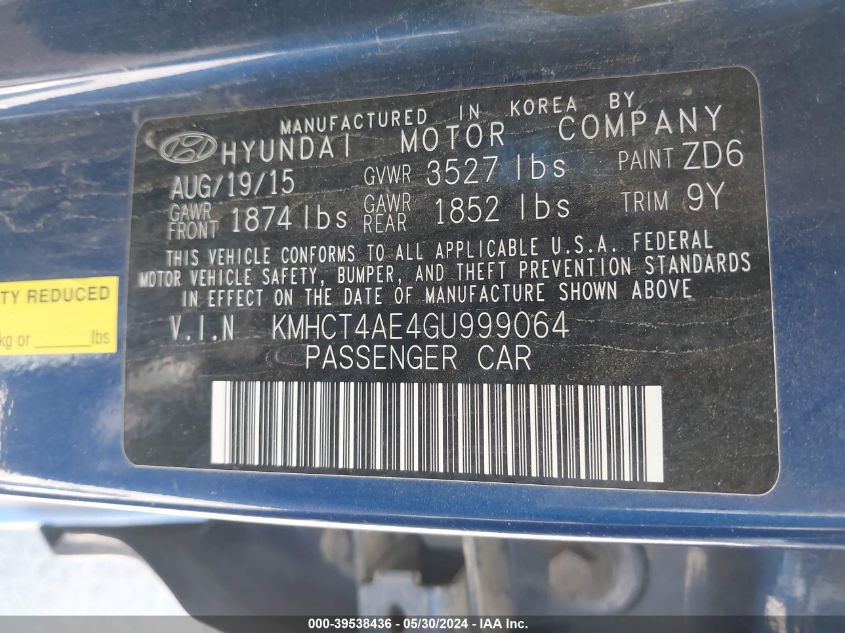 MANUFACTURED IN KOREA BY
HYUNDAI MOTOR COMPANY
AUG/19/15 GVWR 3527 lbs PAINT ZD6
GAWR FRONT 1874 lbs GAWR REAR 1852 lbs TRIM 9Y
THIS VEHICLE CONFORMS TO ALL APPLICABLE U.S.A. FEDERAL
MOTOR VEHICLE SAFETY, BUMPER, AND THEFT PREVENTION STANDARDS
IN EFFECT ON THE DATE OF MANUFACTURE SHOWN ABOVE
V.I.N KMHCT4AE4GU999064
PASSENGER CAR
TY REDUCED
kg or ______lbs
000-39538436 - 05/30/2024 - IAA Inc.